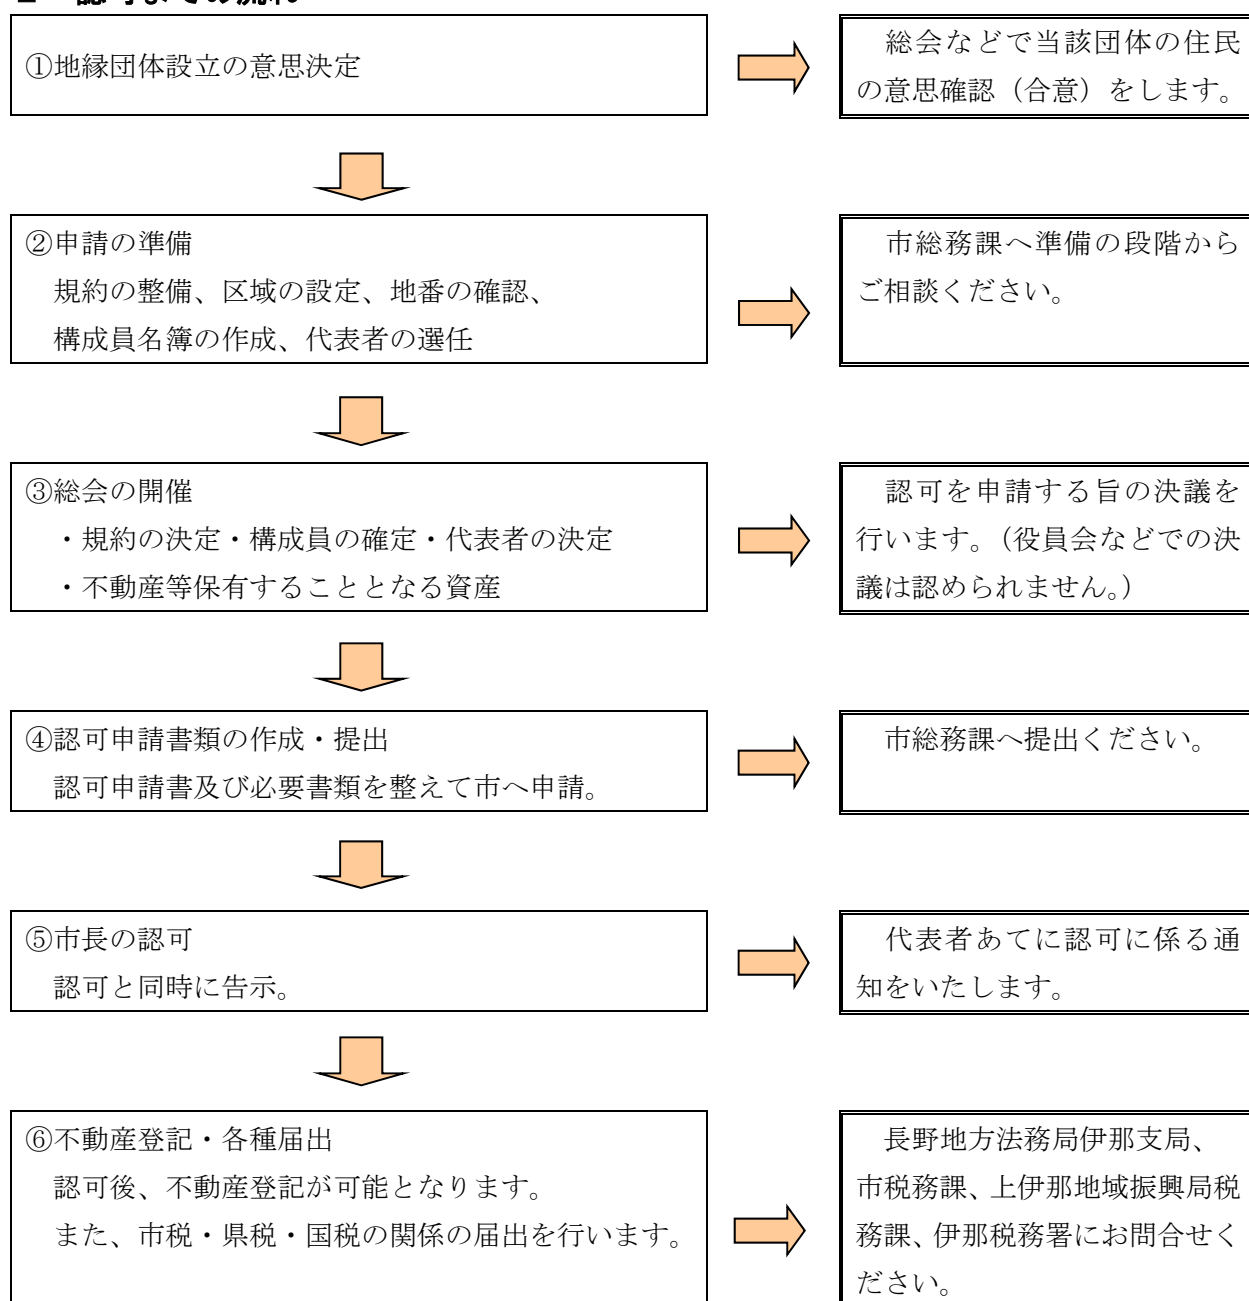 ①地縁団体設立の意思決定
総会などで当該団体の住民
の意思確認（合意）をします。
②申請の準備
規約の整備、区域の設定、地番の確認、
構成員名簿の作成、代表者の選任
市総務課へ準備の段階から
ご相談ください。
③総会の開催
・規約の決定・構成員の確定・代表者の決定
・不動産等保有することとなる資産
認可を申請する旨の決議を
行います。（役員会などでの決
議は認められません。）
④認可申請書類の作成・提出
認可申請書及び必要書類を整えて市へ申請。
市総務課へ提出ください。
⑤市長の認可
認可と同時に告示。
代表者あてに認可に係る通
知をいたします。
⑥不動産登記・各種届出
認可後、不動産登記が可能となります。
また、市税・県税・国税の関係の届出を行います。
長野地方法務局伊那支局、
市税務課、上伊那地域振興局税
務課、伊那税務署にお問合せく
ださい。